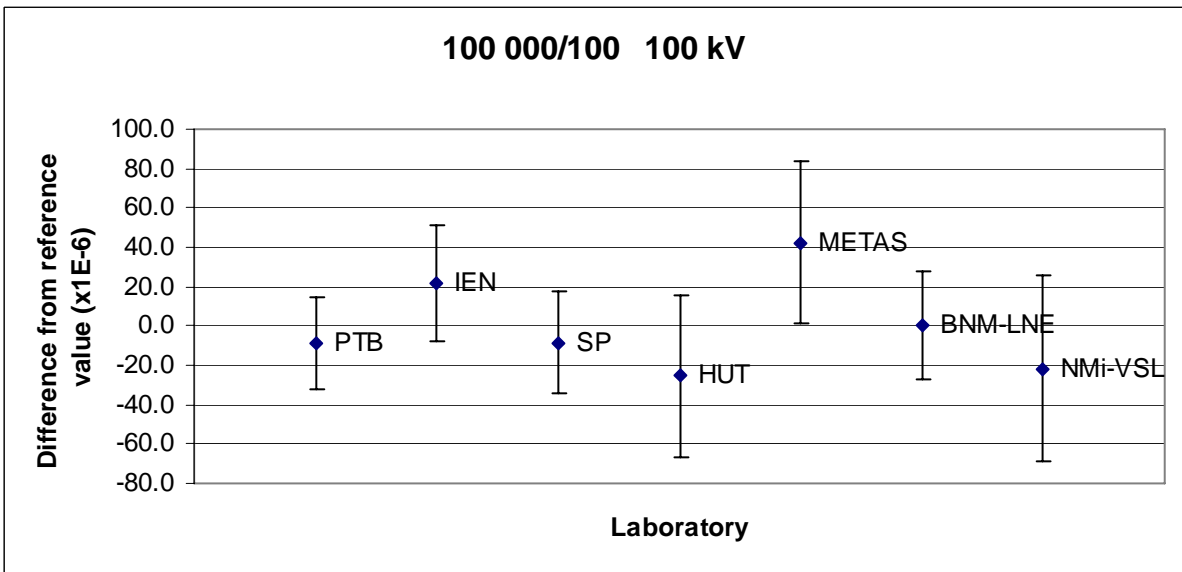 100 000/100 100 kV
Difference from reference
value (x1E-6)
100.0
80.0
60.0
40.0
20.0
0.0
-20.0
-40.0
-60.0
-80.0
PTB
IEN
SP
HUT
METAS
BNM-LNE
NMi-VSL
Laboratory